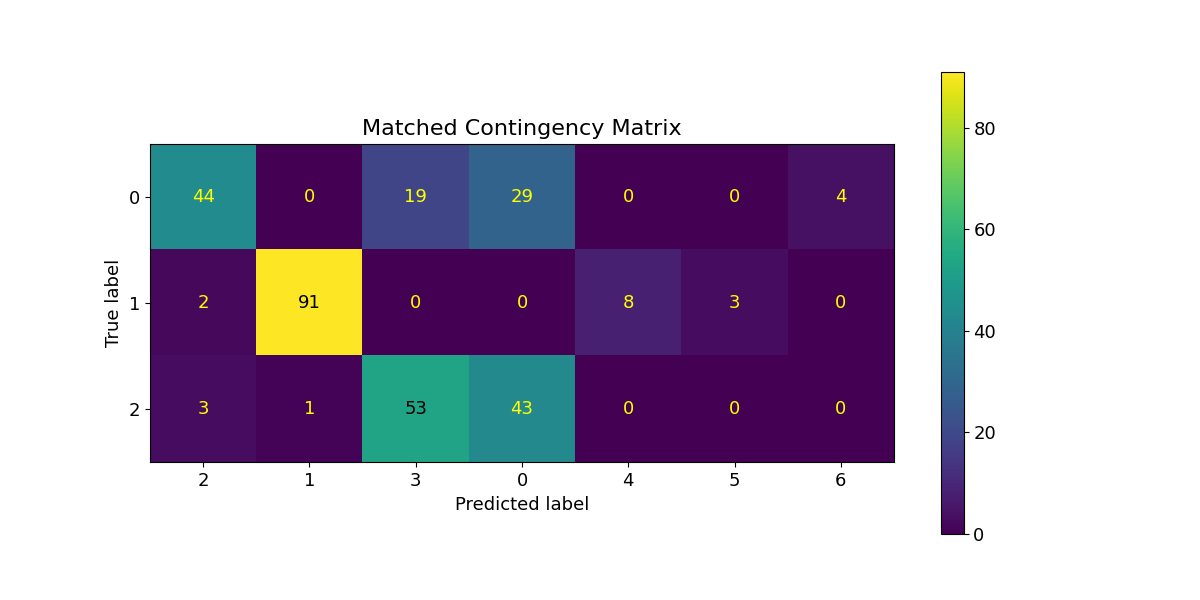 Matched Contingency Matrix
80
0 44 0 19 29 0 0 4
60
True label
1 2 91 0 0 8 3 0
40
2 3 1 53 43 0 0 0
20
2 1 3 0 4 5 6
Predicted label
0